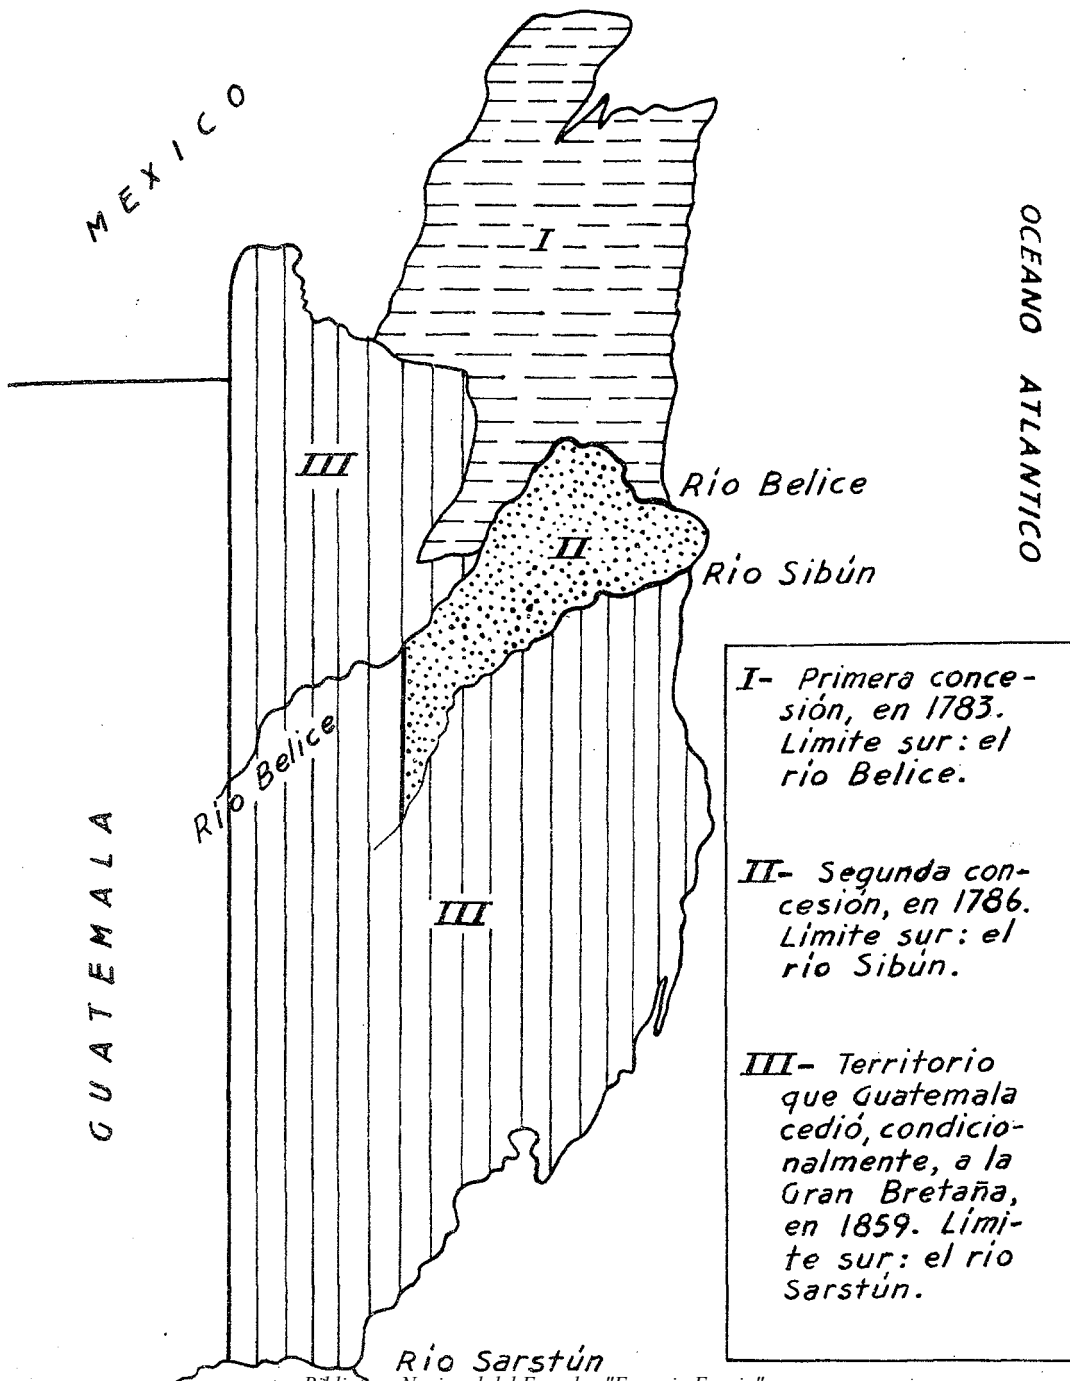 MEXICO
I
OCEANO ATLANTICO
III
Río Belice
II
Río Sibún
I- Primera conce-
sión, en 1783.
Límite sur: el
río Belice.
Río Belice
II- Segunda con-
cesión, en 1786.
Límite sur: el
río Sibún.
GUATEMALA
III
III- Territorio
que Guatemala
cedió, condicio-
nalmente, a la
Gran Bretaña,
en 1859. Lími-
te sur: el río
Sarstún.
Río Sarstún